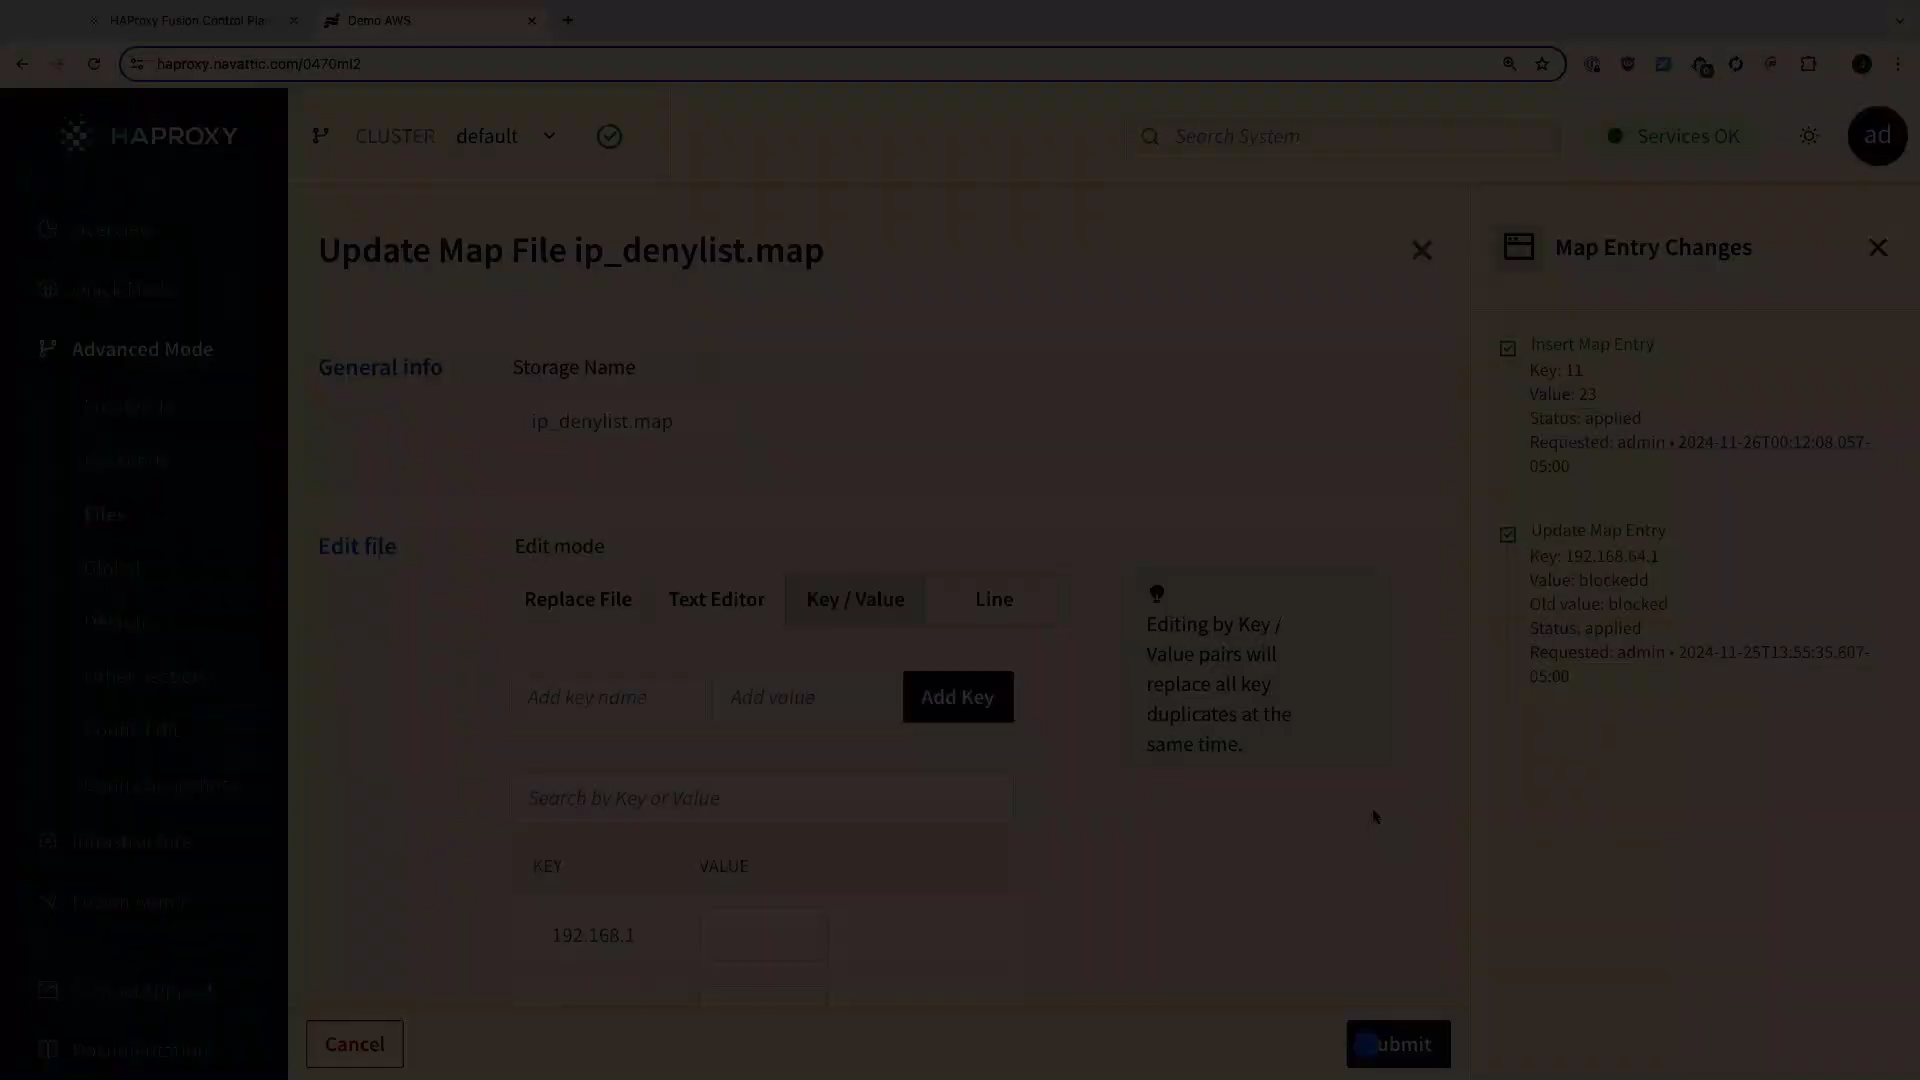 HAProxy Fusion Control Pla
Demo AWS
haproxy.navattic.com/0470ml2
HAPROXY
CLUSTER default
Search System
Services OK
ad
Advanced Mode
Files
Infrastructure
Update Map File ip_denylist.map
General info
Storage Name
ip_denylist.map
Edit file
Edit mode
Replace File
Text Editor
Key / Value
Line
Add key name
Add value
Add Key
Editing by Key /
Value pairs will
replace all key
duplicates at the
same time.
Search by Key or Value
KEY
VALUE
192.168.1
Cancel
Submit
Map Entry Changes
Insert Map Entry
Key: 11
Value: 23
Status: applied
Requested: admin • 2024-11-26T00:12:08.057-
05:00
Update Map Entry
Key: 192.168.64.1
Value: blockedd
Old value: blocked
Status: applied
Requested: admin • 2024-11-25T13:55:35.607-
05:00